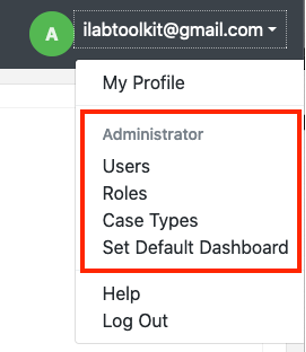 A
ilabtoolkit@gmail.com
My Profile
Administrator
Users
Roles
Case Types
Set Default Dashboard
Help
Log Out